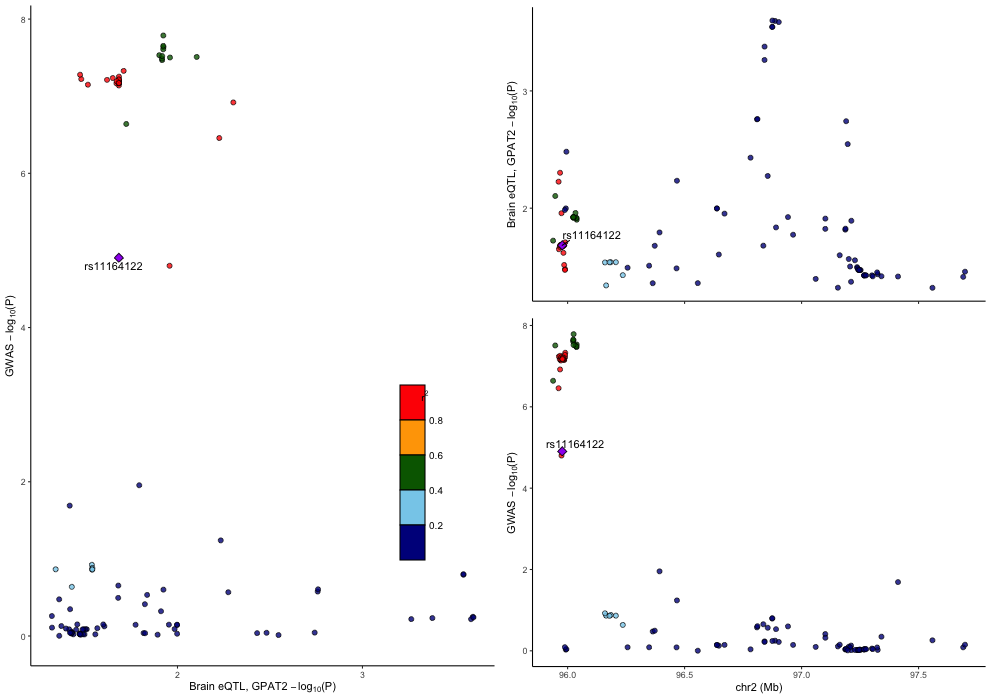 8
6
4
2
0
GWAS −log10(P)
rs11164122
r2
0.8
0.6
0.4
0.2
2
3
Brain eQTL, GPAT2 −log10(P)
3
2
Brain eQTL, GPAT2 −log10(P)
rs11164122
8
6
4
2
0
GWAS −log10(P)
rs11164122
96.0
96.5
97.0
97.5
chr2 (Mb)